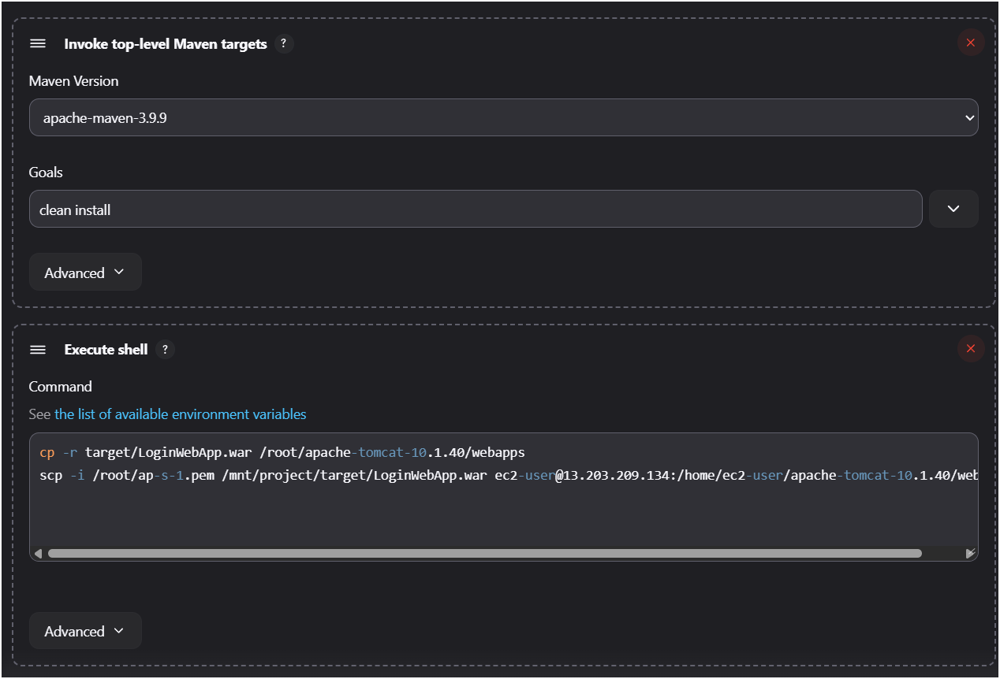 Invoke top-level Maven targets ?
Maven Version
apache-maven-3.9.9
Goals
clean install
Advanced
Execute shell ?
Command
See the list of available environment variables
cp -r target/LoginWebApp.war /root/apache-tomcat-10.1.40/webapps
scp -i /root/ap-s-1.pem /mnt/project/target/LoginWebApp.war ec2-user@13.203.209.134:/home/ec2-user/apache-tomcat-10.1.40/web
Advanced